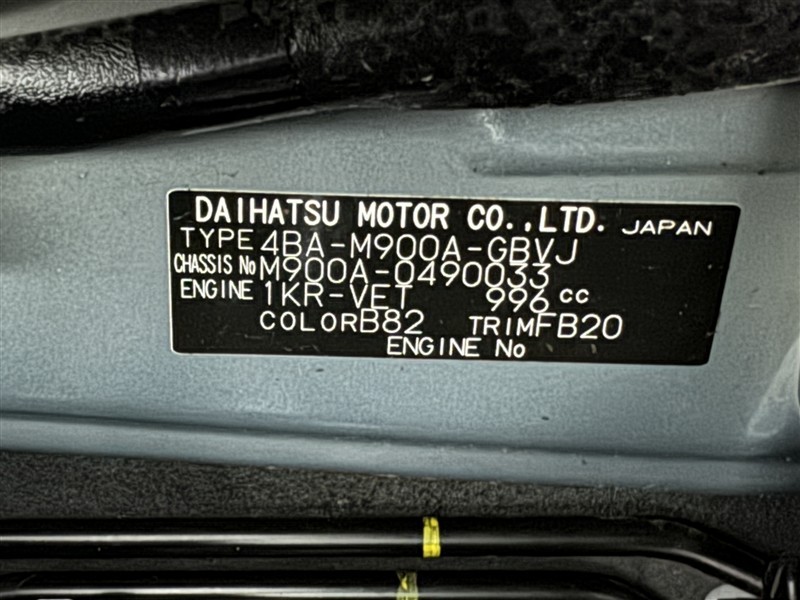 DAIHATSU MOTOR CO.,LTD. JAPAN
TYPE 4BA-M900A-GBVJ
CHASSIS No M900A-0490033
ENGINE 1KR-VET 996 cc
COLOR B82 TRIM FB20
ENGINE No